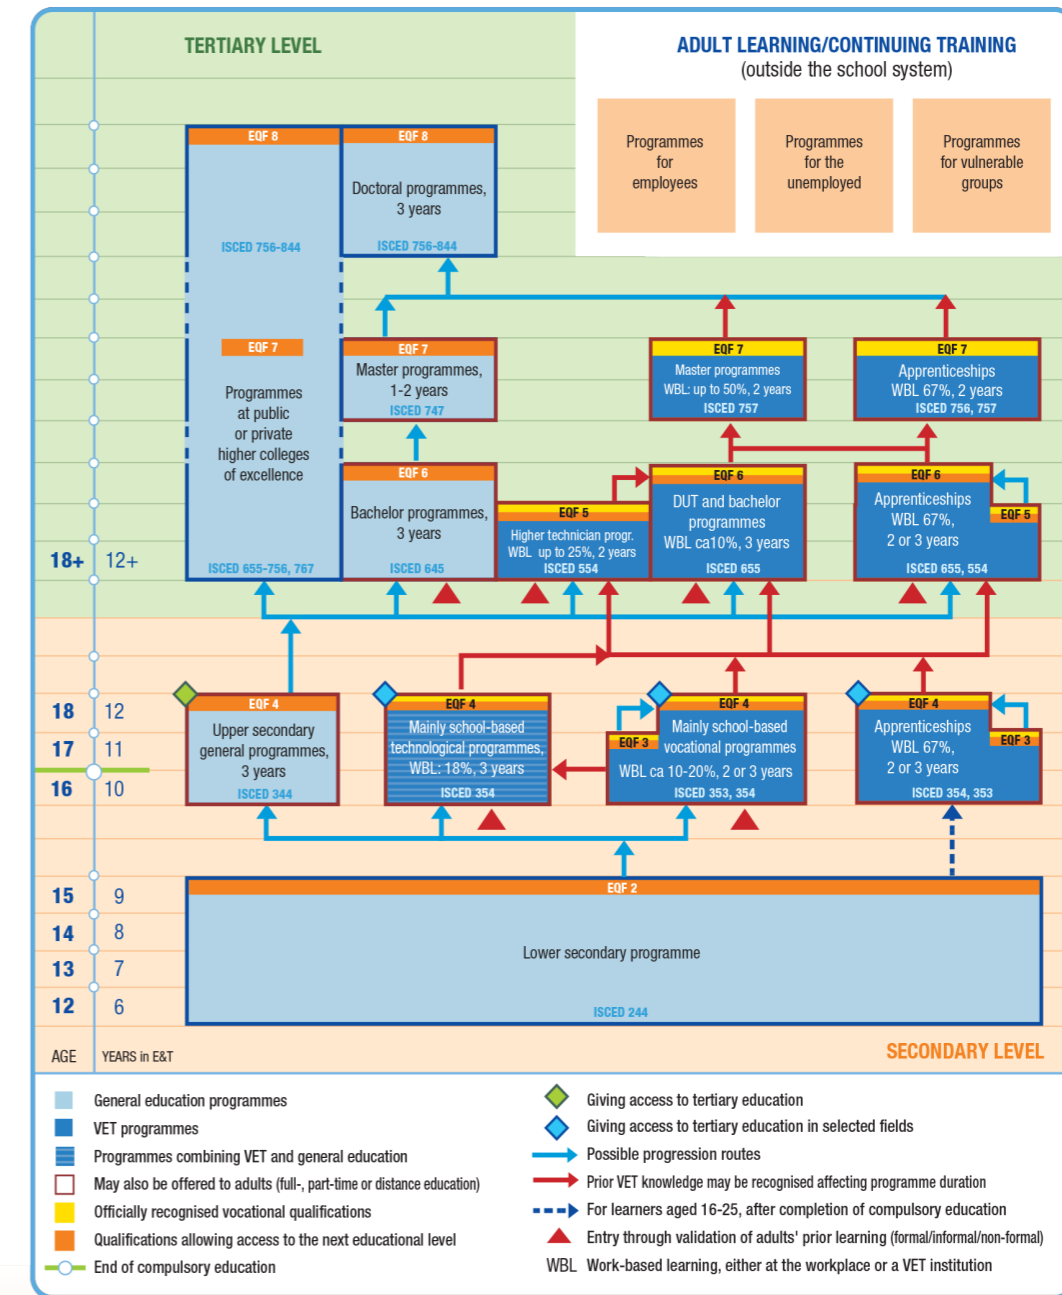 TERTIARY LEVEL
ADULT LEARNING/CONTINUING TRAINING
(outside the school system)
Programmes
for
employees
Programmes
for the
unemployed
Programmes
for vulnerable
groups
EQF 8
ISCED 756-844
EQF 7
Programmes
at public
or private
higher colleges
of excellence
ISCED 655-756, 767
EQF 8
Doctoral programmes,
3 years
ISCED 756-844
EQF 7
Master programmes,
1-2 years
ISCED 747
EQF 7
Master programmes
WBL: up to 50%, 2 years
ISCED 757
EQF 7
Apprenticeships
WBL 67%, 2 years
ISCED 756, 757
EQF 6
Bachelor programmes,
3 years
ISCED 645
EQF 5
Higher technician progr.
WBL up to 25%, 2 years
ISCED 554
EQF 6
DUT and bachelor
programmes
WBL ca10%, 3 years
ISCED 655
EQF 6
Apprenticeships
WBL 67%,
2 or 3 years
ISCED 655, 554
EQF 5
18+ 12+
EQF 4
Upper secondary
general programmes,
3 years
ISCED 344
EQF 4
Mainly school-based
technological programmes,
WBL: 18%, 3 years
ISCED 354
EQF 3
EQF 4
Mainly school-based
vocational programmes
WBL ca 10-20%, 2 or 3 years
ISCED 353, 354
EQF 4
Apprenticeships
WBL 67%,
2 or 3 years
ISCED 354, 353
EQF 3
18 12
17 11
16 10
EQF 2
Lower secondary programme
ISCED 244
15 9
14 8
13 7
12 6
AGE YEARS in E&T
SECONDARY LEVEL
General education programmes
VET programmes
Programmes combining VET and general education
May also be offered to adults (full-, part-time or distance education)
Officially recognised vocational qualifications
Qualifications allowing access to the next educational level
End of compulsory education
Giving access to tertiary education
Giving access to tertiary education in selected fields
Possible progression routes
Prior VET knowledge may be recognised affecting programme duration
For learners aged 16-25, after completion of compulsory education
Entry through validation of adults' prior learning (formal/informal/non-formal)
WBL Work-based learning, either at the workplace or a VET institution